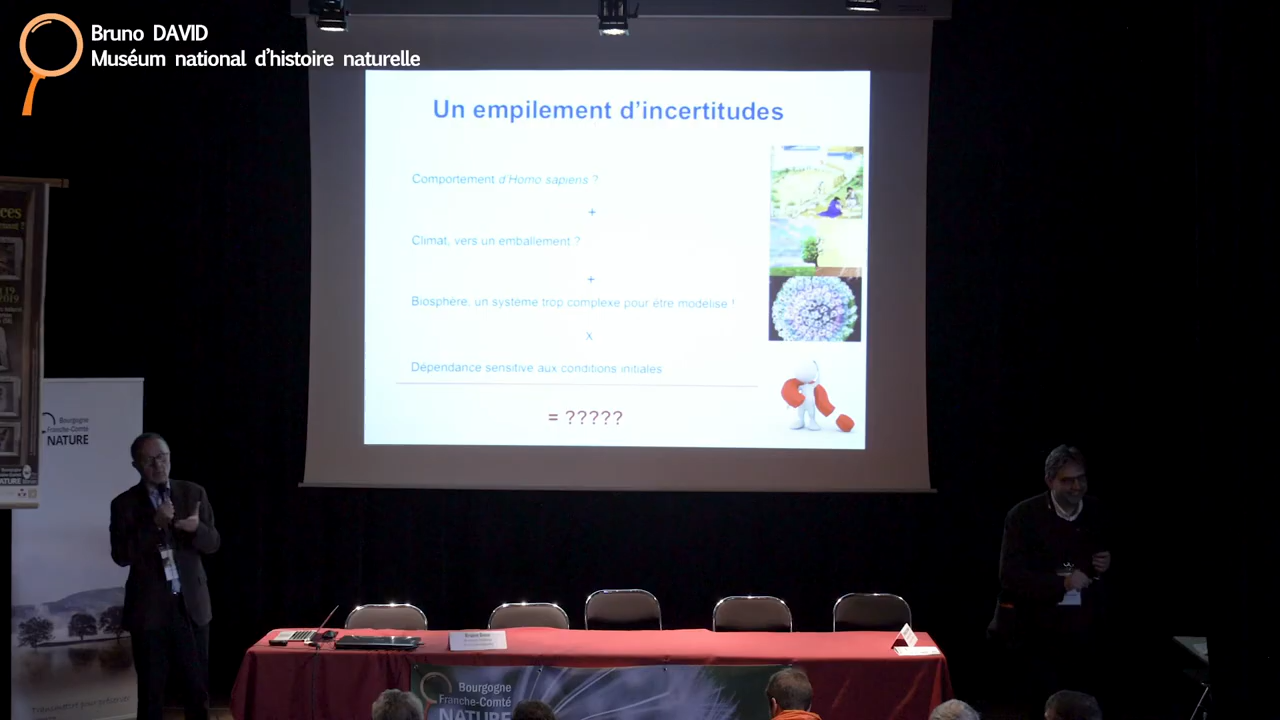 Bruno DAVID
Muséum national d'histoire naturelle
Un empilement d'incertitudes
Comportement d'Homo sapiens ?
+
Climat, vers un emballement ?
+
Biosphère, un système trop complexe pour être modélisé !
X
Dépendance sensitive aux conditions initiales
= ?????
Bourgogne
Franche-Comté
NATURE
Bourgogne
Franche-Comté
NATURE